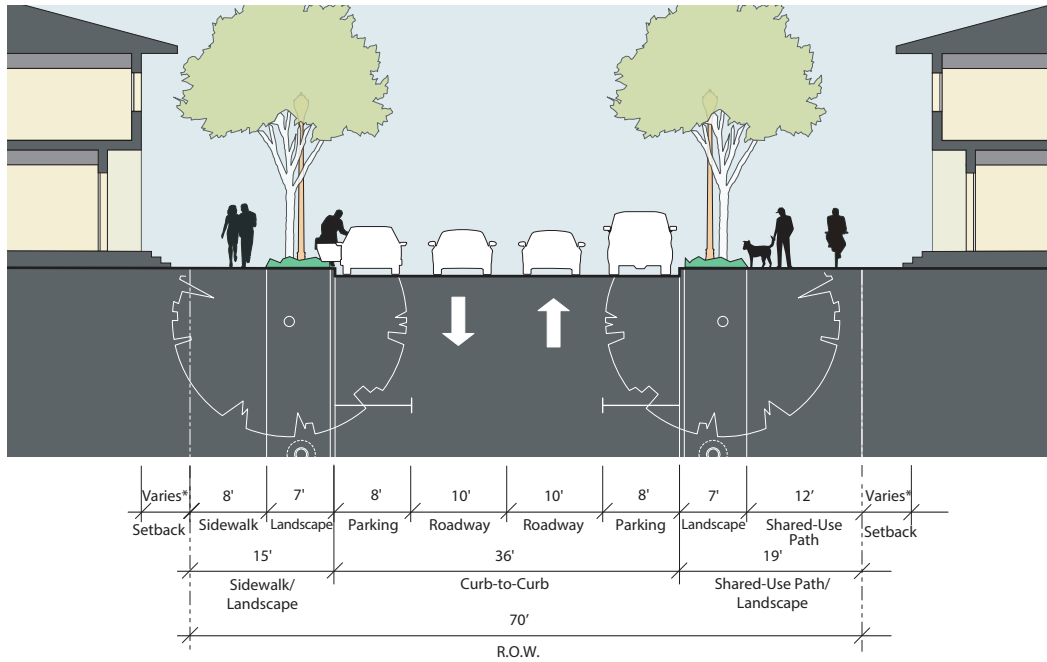 Varies* 8' 7' 8' 10' 10' 8' 7' 12’ Varies*
Setback Sidewalk Landscape Parking Roadway Roadway Parking Landscape Shared-Use Path Setback
15' 36' 19'
Sidewalk/ Landscape Curb-to-Curb Shared-Use Path/ Landscape
70’
R.O.W.